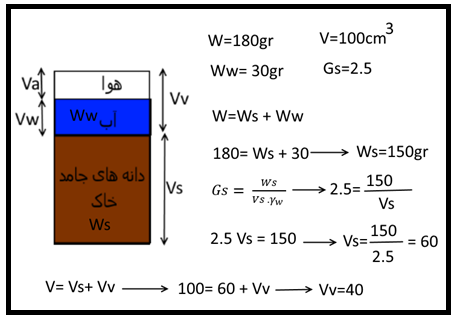 W=180gr V=100cm³
Ww= 30gr Gs=2.5
W=Ws + Ww
180= Ws + 30 → Ws=150gr
Gs = Ws / Vs .γw → 2.5= 150 / Vs
2.5 Vs = 150 → Vs= 150 / 2.5 = 60
V= Vs+ Vv → 100= 60 + Vv → Vv=40
Va
هوا
Vv
Vw
Ww آب
دانه های جامد
خاک
Ws
Vs